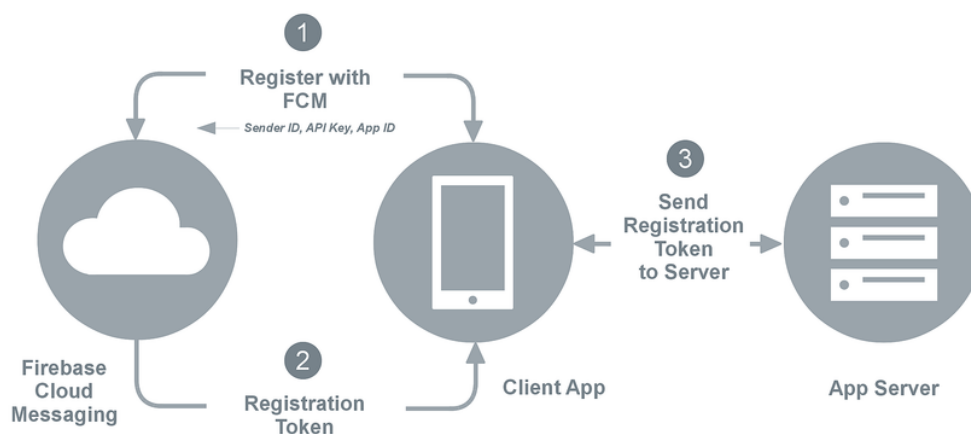 1
Register with
FCM
Sender ID, API Key, App ID
3
Send
Registration
Token
to Server
2
Registration
Token
Firebase
Cloud
Messaging
Client App
App Server